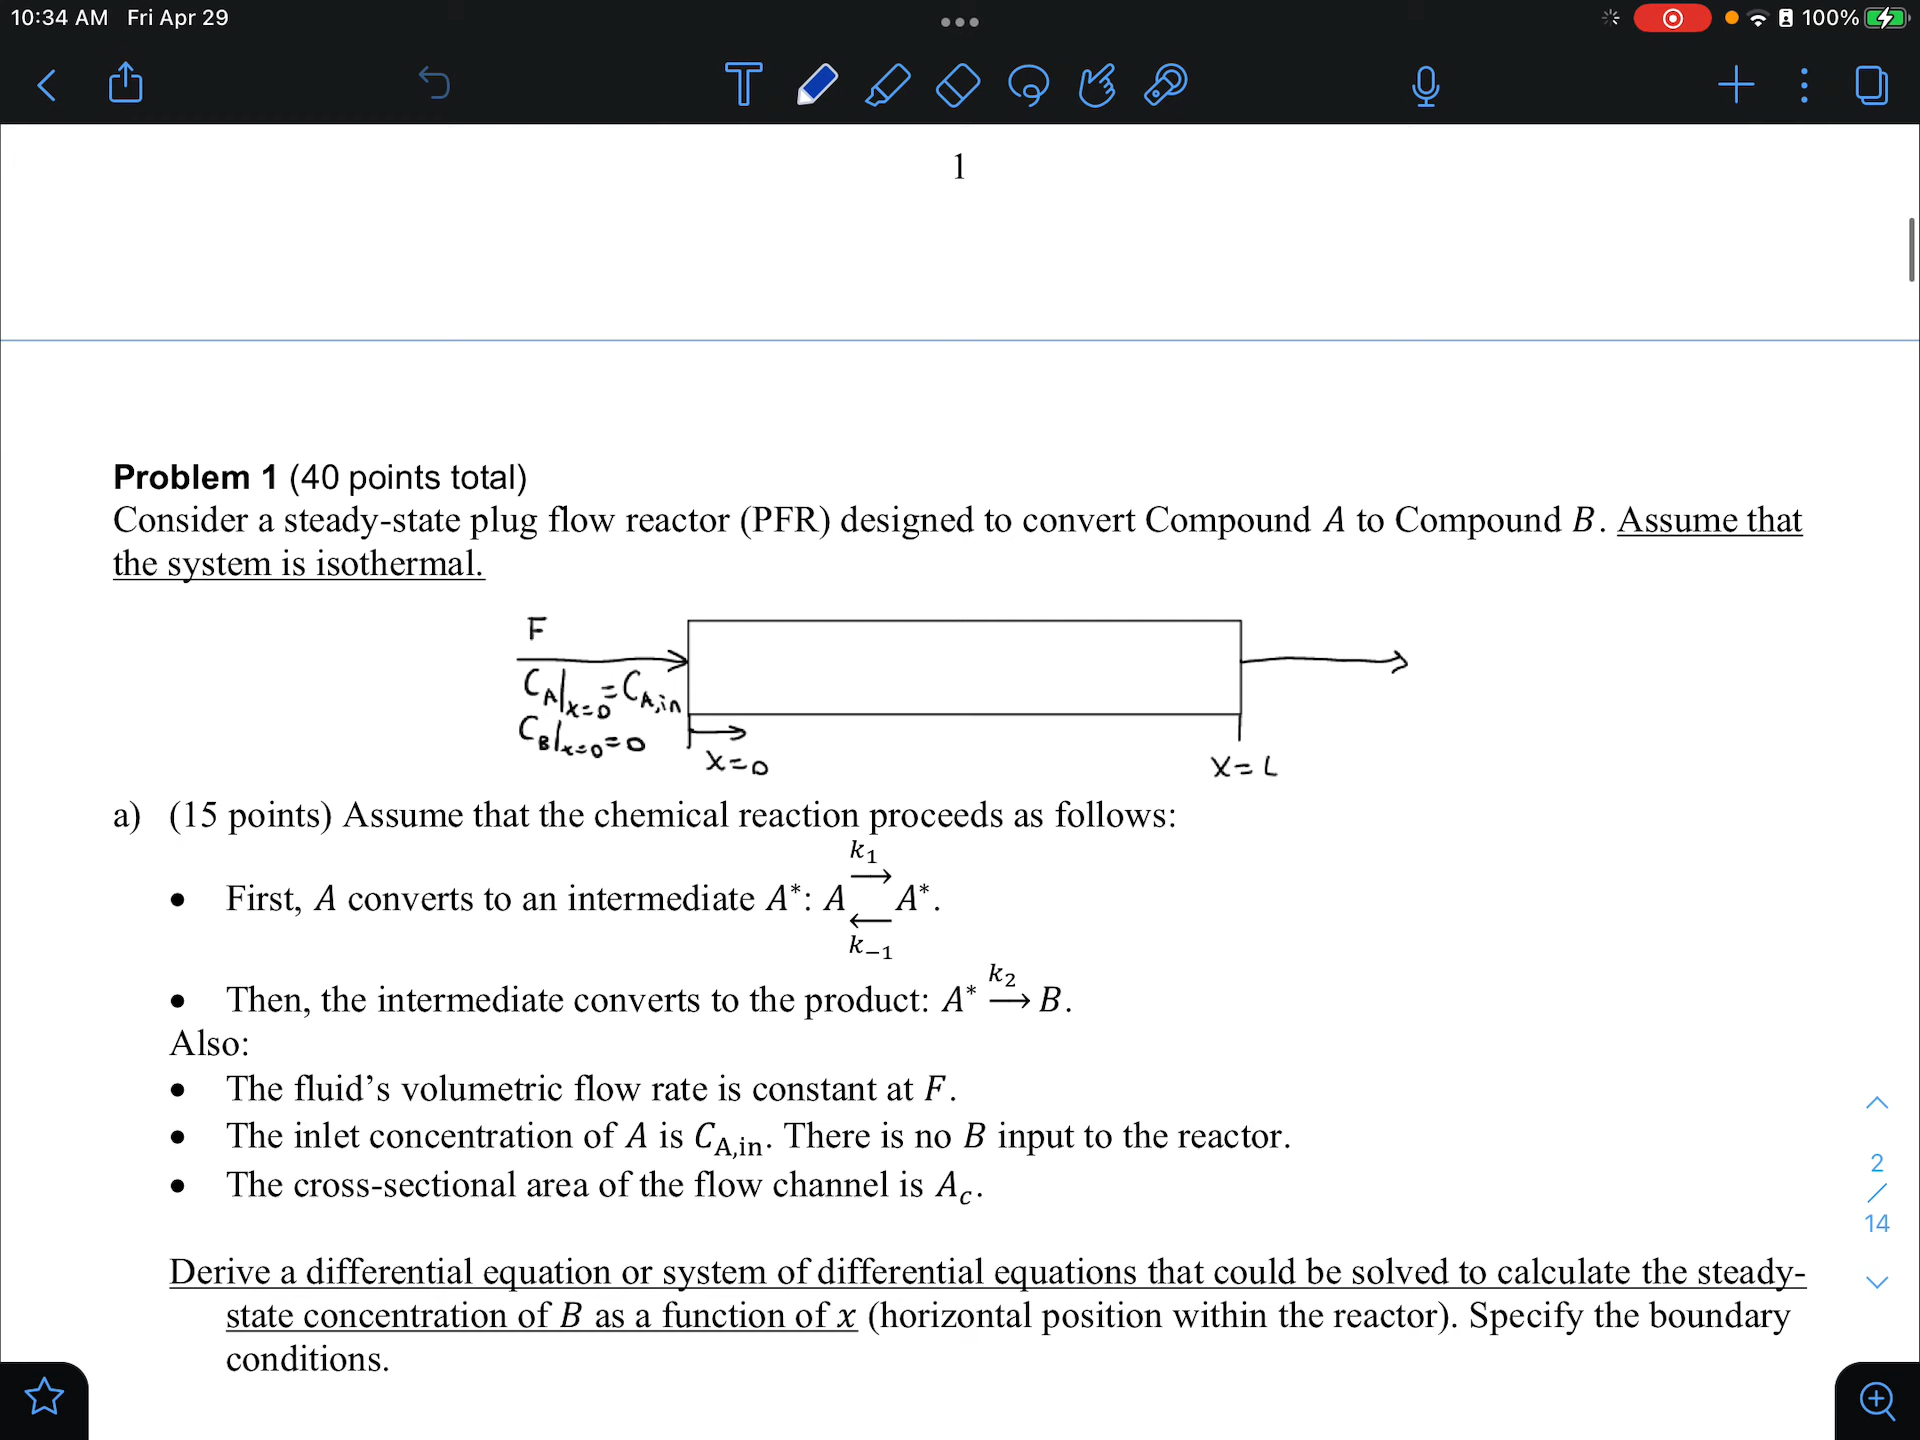 10:34 AM Fri Apr 29
100%
T
1
Problem 1 (40 points total)
Consider a steady-state plug flow reactor (PFR) designed to convert Compound A to Compound B. Assume that
the system is isothermal.
F
C_A|x=0 = C_A,in
C_B|x=0 = 0
x=0
x=L
a) (15 points) Assume that the chemical reaction proceeds as follows:
k₁
• First, A converts to an intermediate A*: A ⟶ ⟵ A*.
k₋₁
k₂
• Then, the intermediate converts to the product: A* ⟶ B.
Also:
• The fluid’s volumetric flow rate is constant at F.
• The inlet concentration of A is C_A,in. There is no B input to the reactor.
• The cross-sectional area of the flow channel is A_c.
2
/
14
Derive a differential equation or system of differential equations that could be solved to calculate the steady-
state concentration of B as a function of x (horizontal position within the reactor). Specify the boundary
conditions.